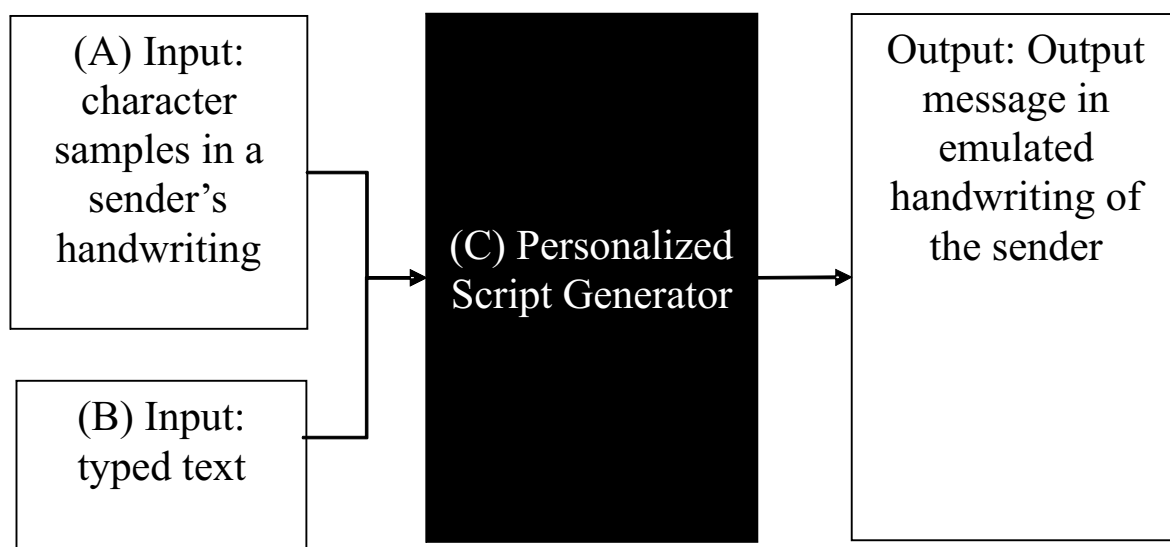 (A) Input:
character
samples in a
sender’s
handwriting
(B) Input:
typed text
(C) Personalized
Script Generator
Output: Output
message in
emulated
handwriting of
the sender